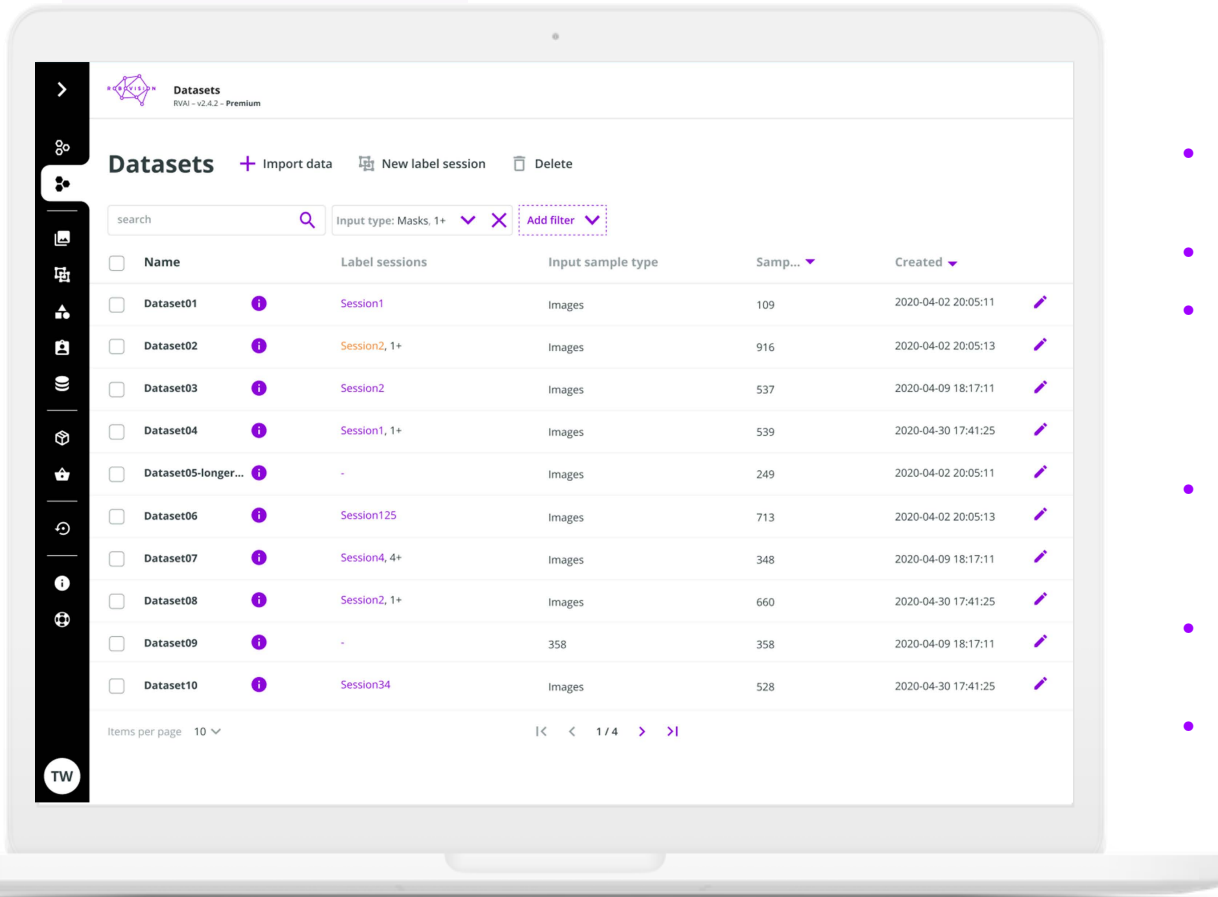 ROBOVISION
Datasets
RVAI – v2.4.2 – Premium
Datasets
Import data
New label session
Delete
search
Input type: Masks, 1+
Add filter
Name Label sessions Input sample type Samp... Created
Dataset01 Session1 Images 109 2020-04-02 20:05:11
Dataset02 Session2, 1+ Images 916 2020-04-02 20:05:13
Dataset03 Session2 Images 537 2020-04-09 18:17:11
Dataset04 Session1, 1+ Images 539 2020-04-30 17:41:25
Dataset05-longer... - Images 249 2020-04-02 20:05:11
Dataset06 Session125 Images 713 2020-04-02 20:05:13
Dataset07 Session4, 4+ Images 348 2020-04-09 18:17:11
Dataset08 Session2, 1+ Images 660 2020-04-30 17:41:25
Dataset09 - 358 358 2020-04-09 18:17:11
Dataset10 Session34 Images 528 2020-04-30 17:41:25
Items per page 10
1 / 4
TW